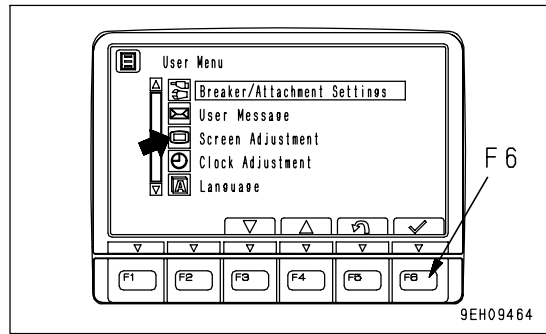 User Menu
Breaker/Attachment Settings
User Message
Screen Adjustment
Clock Adjustment
A Language
F6
F1 F2 F3 F4 F5 F6
9EH09464